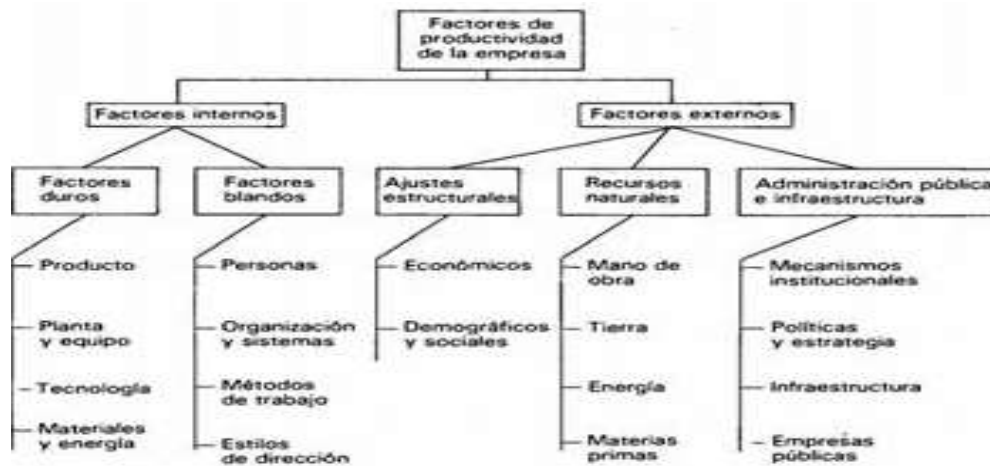 Factores de
productividad
de la empresa
Factores internos
Factores externos
Factores
duros
Factores
blandos
Ajustes
estructurales
Recursos
naturales
Administración pública
e infraestructura
Producto
Planta
y equipo
Tecnología
Materiales
y energía
Personas
Organización
y sistemas
Métodos
de trabajo
Estilos
de dirección
Económicos
Demográficos
y sociales
Mano de
obra
Tierra
Energía
Materias
primas
Mecanismos
institucionales
Políticas
y estrategia
Infraestructura
Empresas
públicas